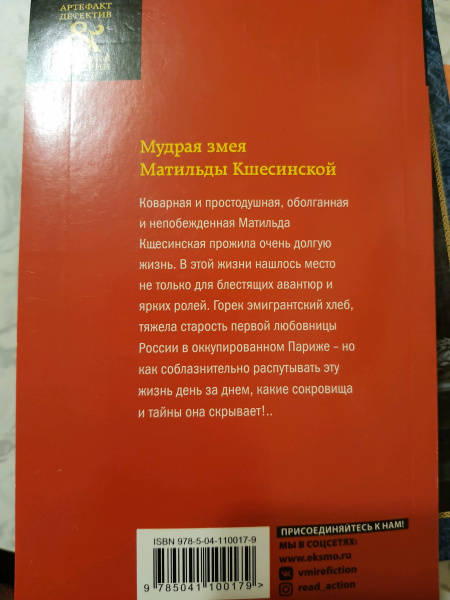 АРТЕФАКТ
ДЕТЕКТИВ
Мудрая змея
Матильды Кшесинской
Коварная и простодушная, оболганная
и непобежденная Матильда
Кщесинская прожила очень долгую
жизнь. В этой жизни нашлось место
не только для блестящих авантюр и
ярких ролей. Горек эмигрантский хлеб,
тяжела старость первой любовницы
России в оккупированном Париже – но
как соблазнительно распутывать эту
жизнь день за днем, какие сокровища
и тайны она скрывает!..
ISBN 978-5-04-110017-9
9 785041 100179 >
ПРИСОЕДИНЯЙТЕСЬ К НАМ!
МЫ В СОЦСЕТЯХ:
www.eksmo.ru
vmirefiction
read_action